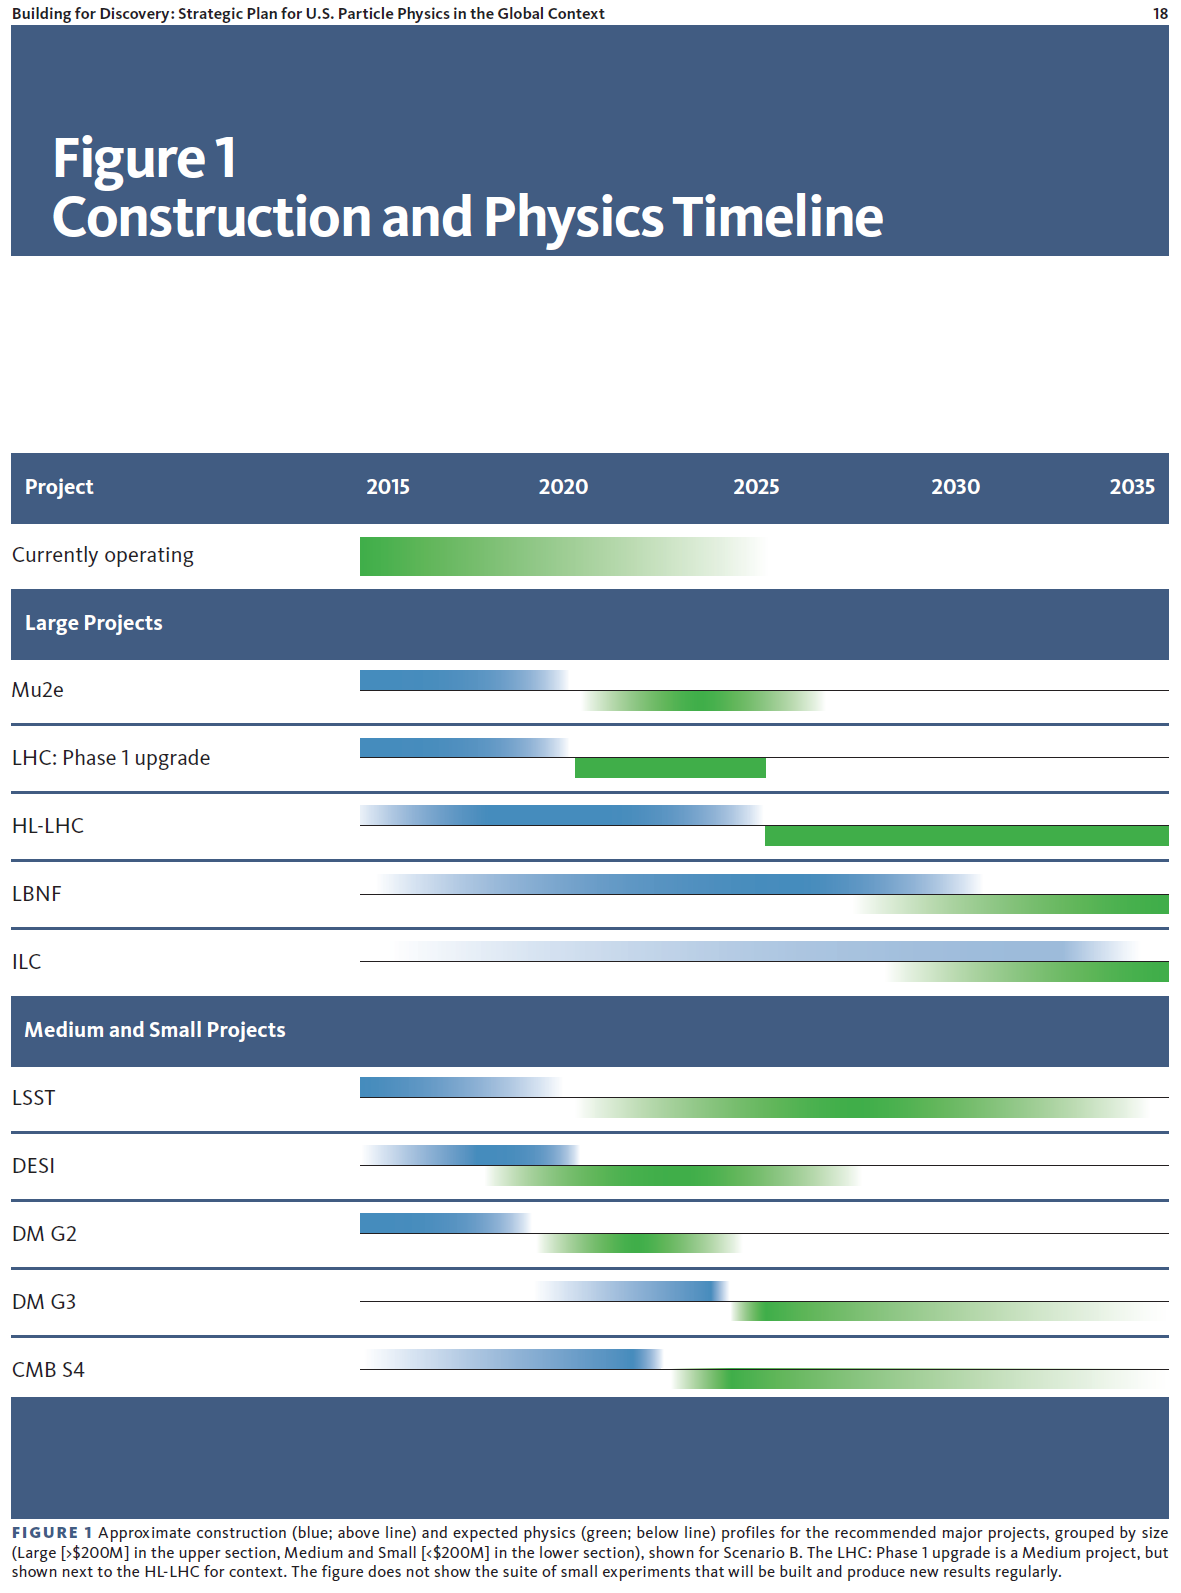 Building for Discovery: Strategic Plan for U.S. Particle Physics in the Global Context 18
Figure 1
Construction and Physics Timeline
Project 2015 2020 2025 2030 2035
Currently operating
Large Projects
Mu2e
LHC: Phase 1 upgrade
HL-LHC
LBNF
ILC
Medium and Small Projects
LSST
DESI
DM G2
DM G3
CMB S4
FIGURE 1 Approximate construction (blue; above line) and expected physics (green; below line) profiles for the recommended major projects, grouped by size
(Large [>$200M] in the upper section, Medium and Small [<$200M] in the lower section), shown for Scenario B. The LHC: Phase 1 upgrade is a Medium project, but
shown next to the HL-LHC for context. The figure does not show the suite of small experiments that will be built and produce new results regularly.